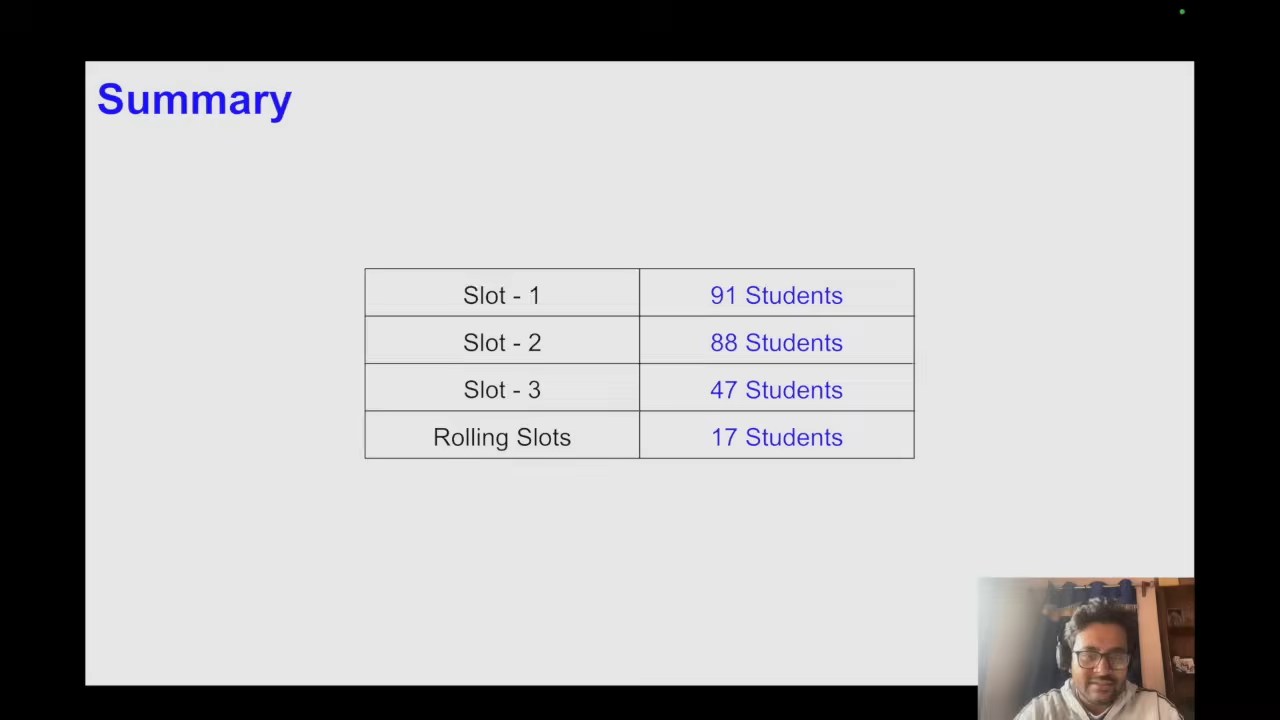 Summary
Slot - 1 91 Students
Slot - 2 88 Students
Slot - 3 47 Students
Rolling Slots 17 Students